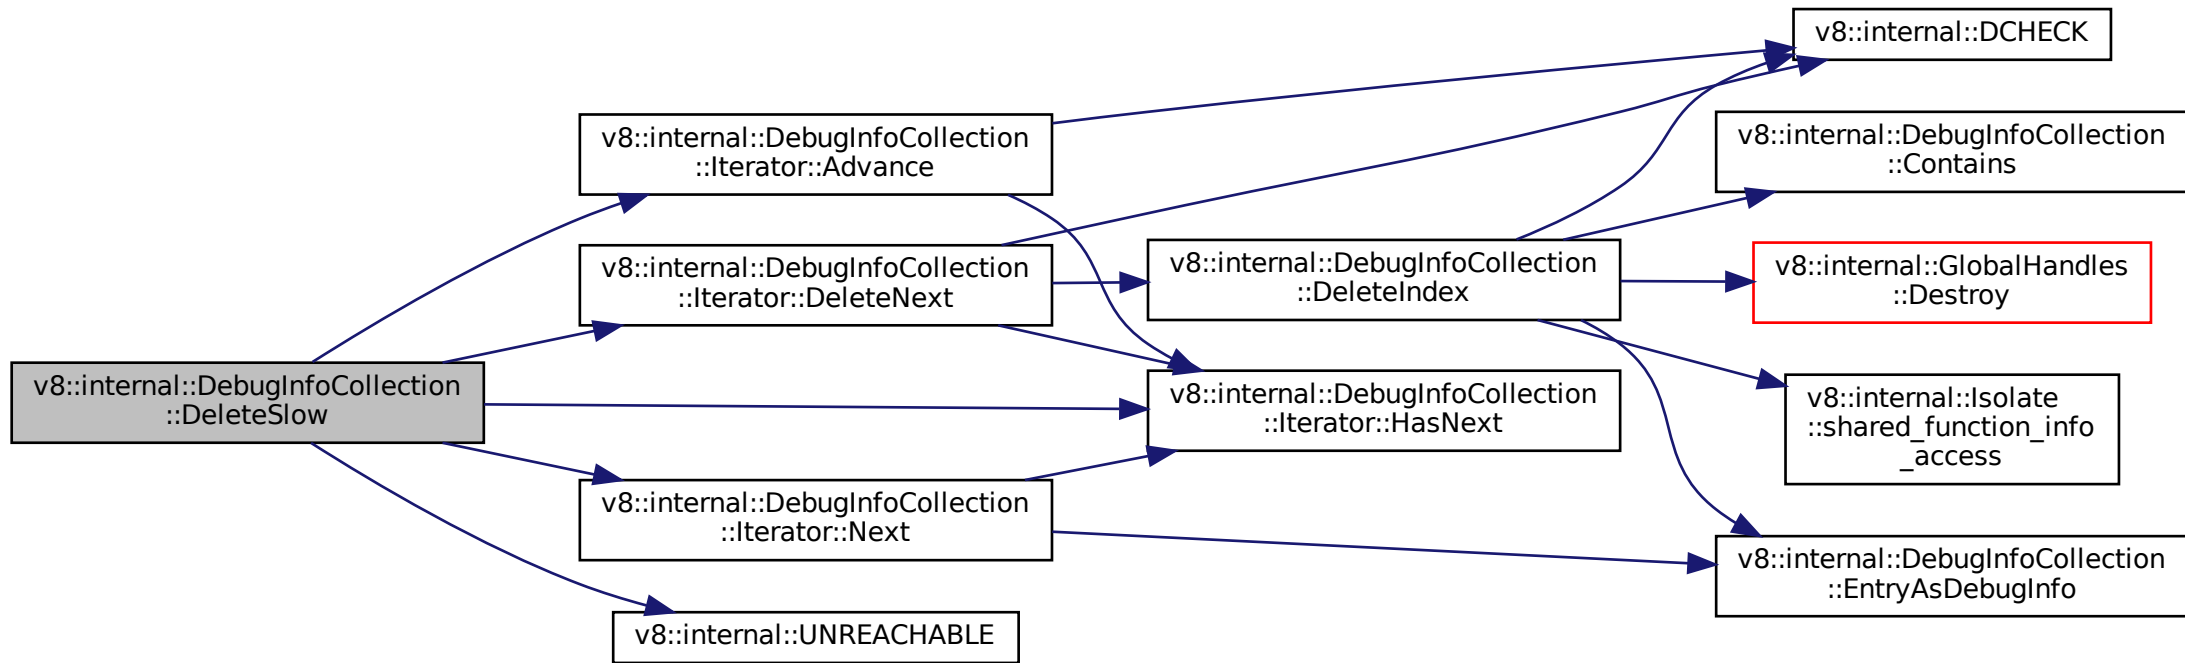 v8::internal::DebugInfoCollection
::DeleteSlow
v8::internal::DebugInfoCollection
::Iterator::Advance
v8::internal::DebugInfoCollection
::Iterator::DeleteNext
v8::internal::DebugInfoCollection
::Iterator::Next
v8::internal::UNREACHABLE
v8::internal::DebugInfoCollection
::DeleteIndex
v8::internal::DebugInfoCollection
::Iterator::HasNext
v8::internal::DCHECK
v8::internal::DebugInfoCollection
::Contains
v8::internal::GlobalHandles
::Destroy
v8::internal::Isolate
::shared_function_info
_access
v8::internal::DebugInfoCollection
::EntryAsDebugInfo